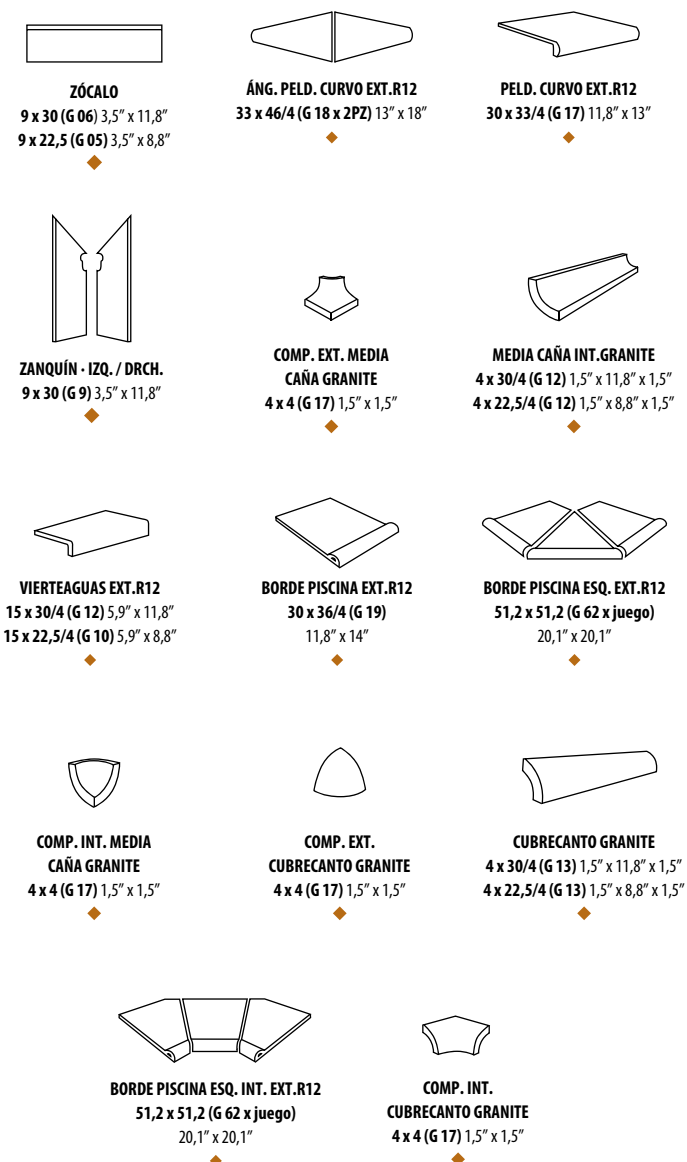 ZÓCALO
9 x 30 (G 06) 3,5” x 11,8”
9 x 22,5 (G 05) 3,5” x 8,8”
ÁNG. PELD. CURVO EXT.R12
33 x 46/4 (G 18 x 2PZ) 13” x 18”
PELD. CURVO EXT.R12
30 x 33/4 (G 17) 11,8” x 13”
ZANQUÍN · IZQ. / DRCH.
9 x 30 (G 9) 3,5” x 11,8”
COMP. EXT. MEDIA
CAÑA GRANITE
4 x 4 (G 17) 1,5” x 1,5”
MEDIA CAÑA INT.GRANITE
4 x 30/4 (G 12) 1,5” x 11,8” x 1,5”
4 x 22,5/4 (G 12) 1,5” x 8,8” x 1,5”
VIERTEAGUAS EXT.R12
15 x 30/4 (G 12) 5,9” x 11,8”
15 x 22,5/4 (G 10) 5,9” x 8,8”
BORDE PISCINA EXT.R12
30 x 36/4 (G 19)
11,8” x 14”
BORDE PISCINA ESQ. EXT.R12
51,2 x 51,2 (G 62 x juego)
20,1” x 20,1”
COMP. INT. MEDIA
CAÑA GRANITE
4 x 4 (G 17) 1,5” x 1,5”
COMP. EXT.
CUBRECANTO GRANITE
4 x 4 (G 17) 1,5” x 1,5”
CUBRECANTO GRANITE
4 x 30/4 (G 13) 1,5” x 11,8” x 1,5”
4 x 22,5/4 (G 13) 1,5” x 8,8” x 1,5”
BORDE PISCINA ESQ. INT. EXT.R12
51,2 x 51,2 (G 62 x juego)
20,1” x 20,1”
COMP. INT.
CUBRECANTO GRANITE
4 x 4 (G 17) 1,5” x 1,5”